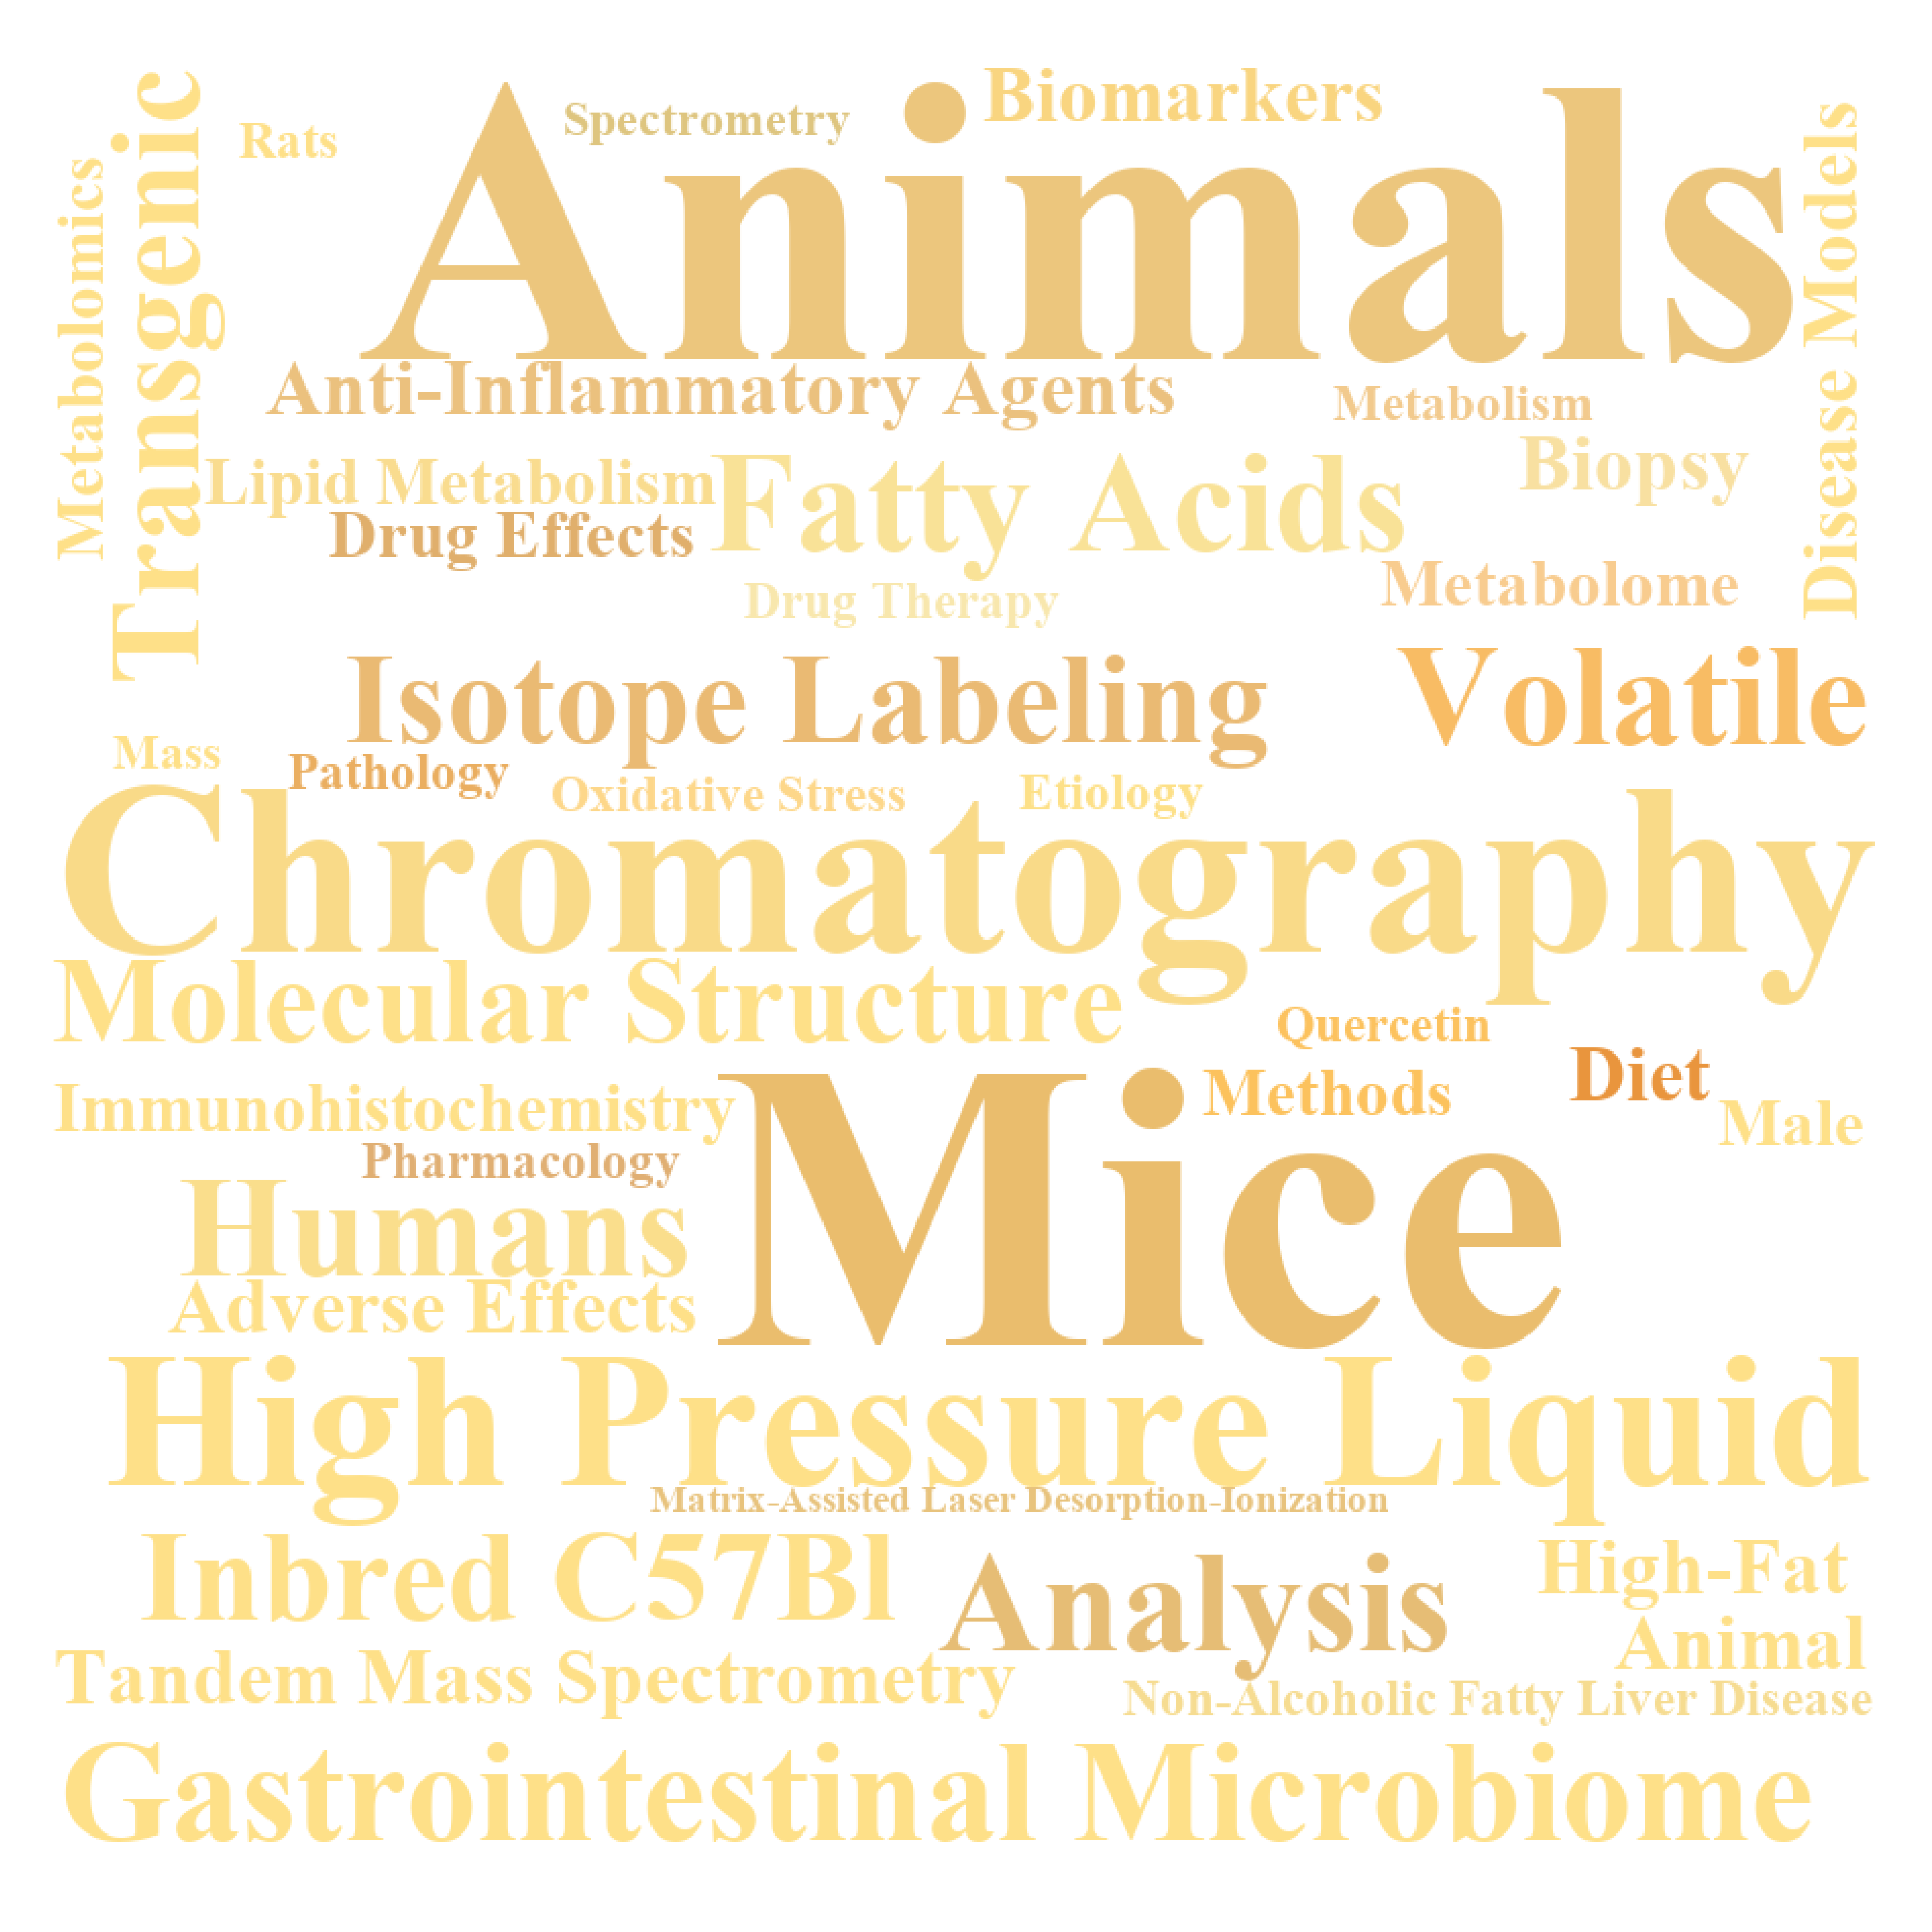 Biomarkers
Spectrometry
Rats
Animals
Transgenic
Metabolomics
Disease Models
Anti-Inflammatory Agents
Metabolism
Lipid Metabolism
Fatty Acids
Biopsy
Drug Effects
Drug Therapy
Metabolome
Isotope Labeling
Volatile
Mass
Pathology
Oxidative Stress
Etiology
Chromatography
Molecular Structure
Quercetin
Diet
Methods
Immunohistochemistry
Male
Mice
Pharmacology
Humans
Adverse Effects
High Pressure Liquid
Matrix-Assisted Laser Desorption-Ionization
Inbred C57Bl
Analysis
High-Fat
Animal
Tandem Mass Spectrometry
Non-Alcoholic Fatty Liver Disease
Gastrointestinal Microbiome